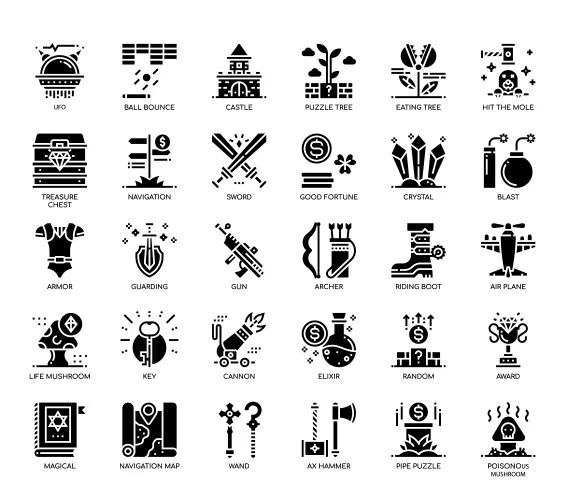 UFO
BALL BOUNCE
CASTLE
PUZZLE TREE
EATING TREE
HIT THE MOLE
TREASURE
CHEST
NAVIGATION
SWORD
GOOD FORTUNE
CRYSTAL
BLAST
ARMOR
GUARDING
GUN
ARCHER
RIDING BOOT
AIR PLANE
LIFE MUSHROOM
KEY
CANNON
ELIXIR
RANDOM
AWARD
MAGICAL
NAVIGATION MAP
WAND
AX HAMMER
PIPE PUZZLE
POISONOUS
MUSHROOM